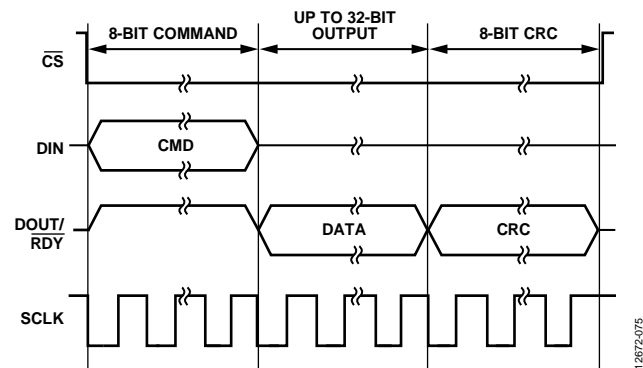 8-BIT COMMAND
UP TO 32-BIT
OUTPUT
8-BIT CRC
CS
DIN
CMD
DOUT/
RDY
DATA
CRC
SCLK
12672-075